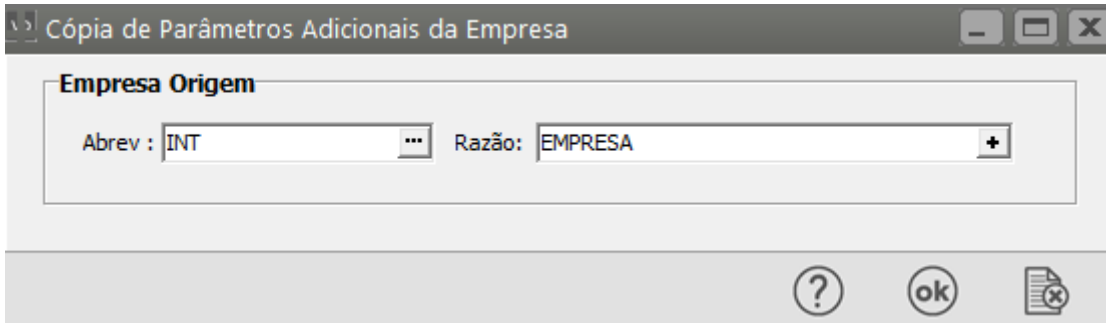 Cópia de Parâmetros Adicionais da Empresa
Empresa Origem
Abrev : INT ... Razão: EMPRESA +
? ok